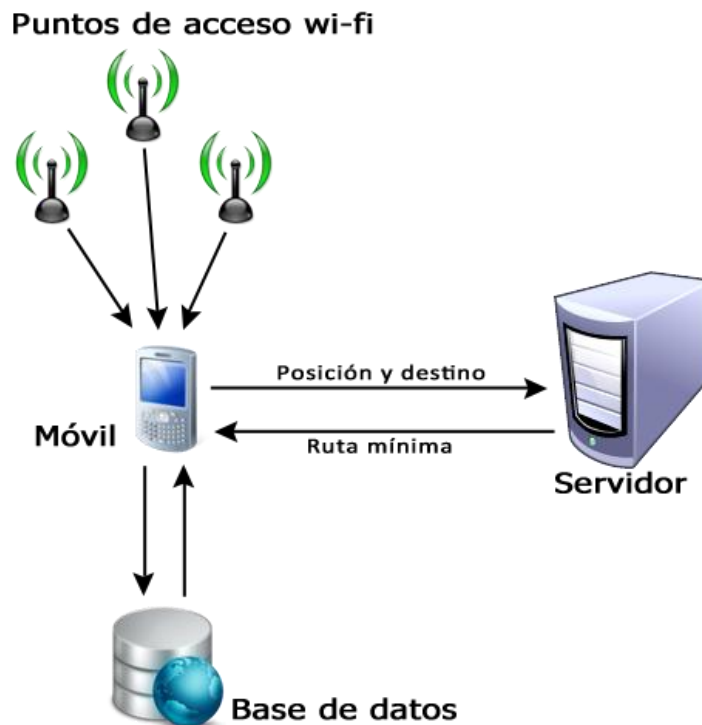 Puntos de acceso wi-fi
Posición y destino
Móvil
Ruta mínima
Servidor
Base de datos